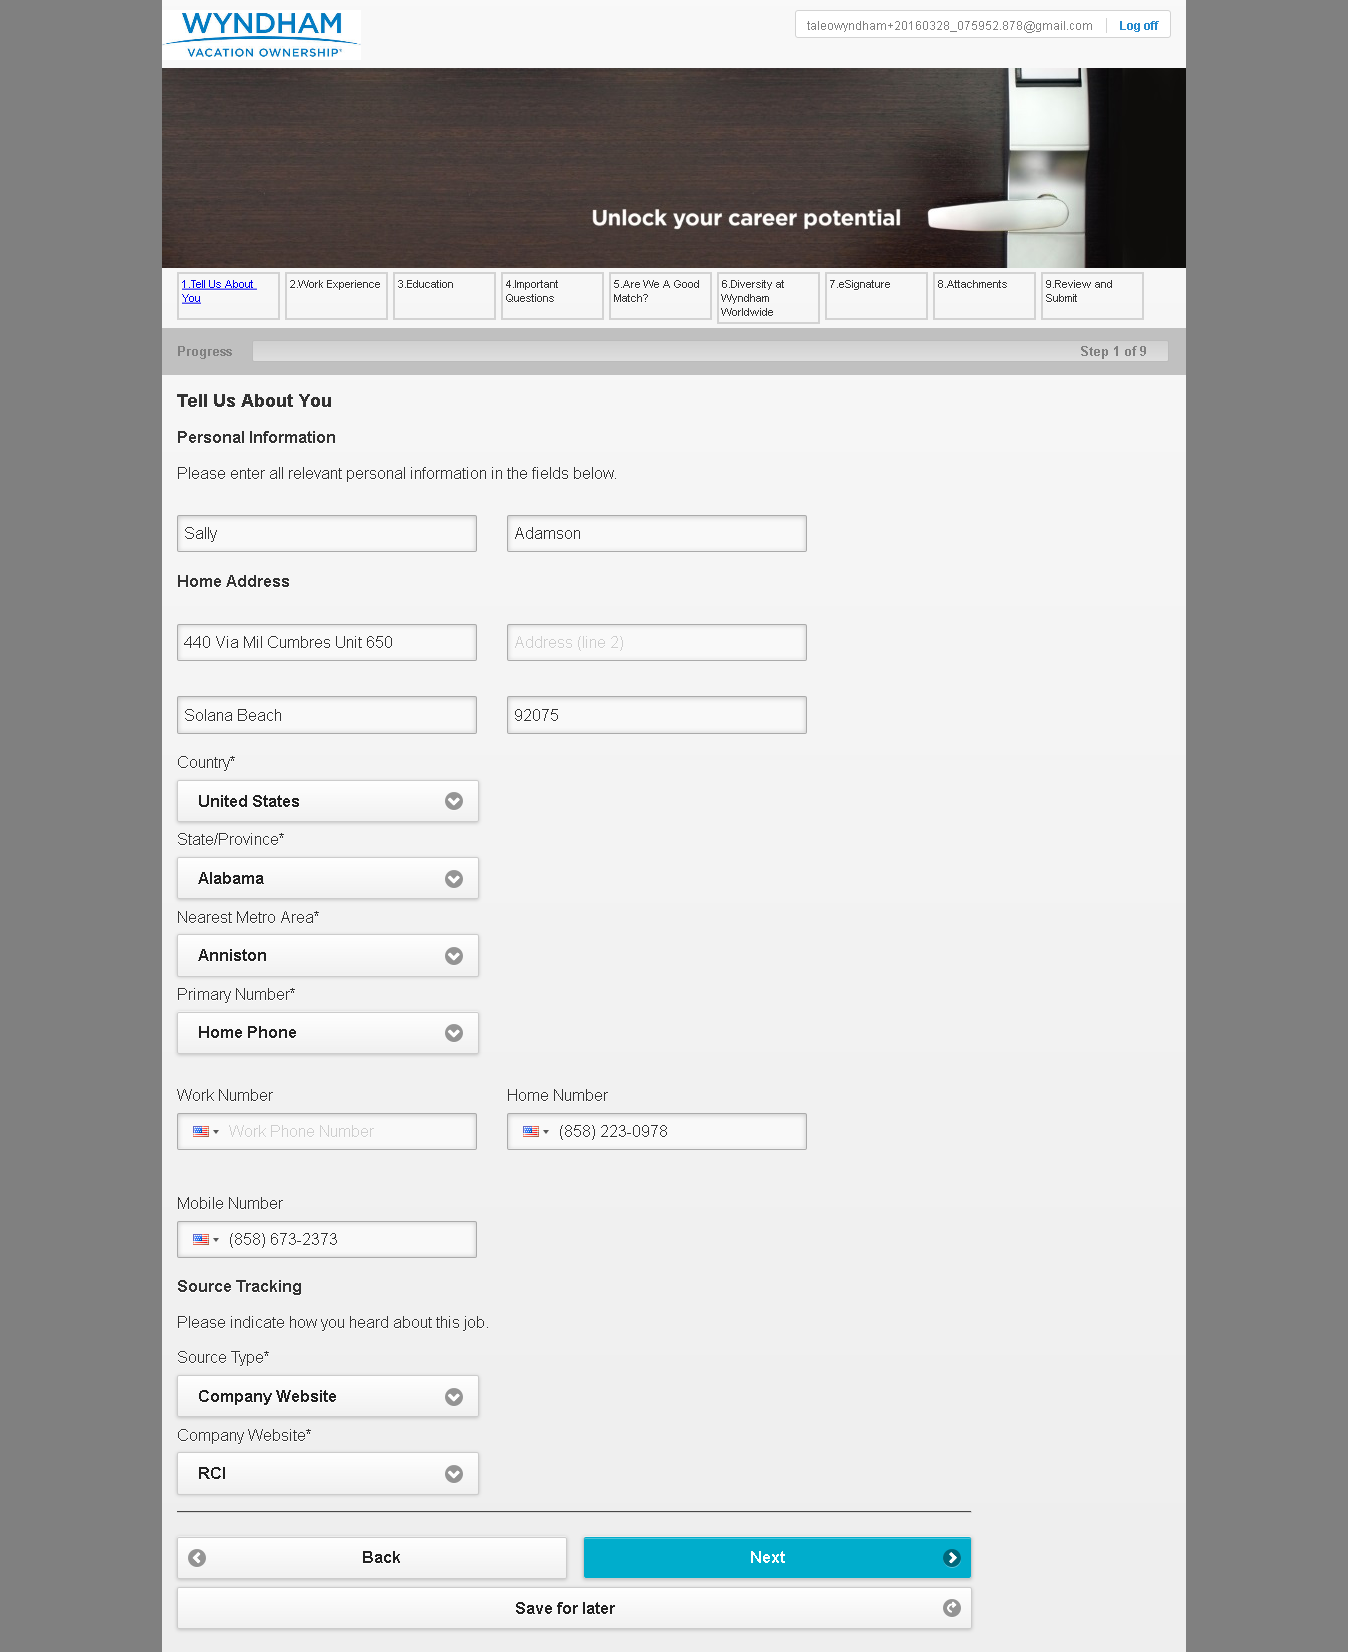 WYNDHAM
VACATION OWNERSHIP®
taleowyndham+20160328_075952.878@gmail.com
Log off
Unlock your career potential
1.Tell Us About You
2.Work Experience
3.Education
4.Important Questions
5.Are We A Good Match?
6.Diversity at Wyndham Worldwide
7.eSignature
8.Attachments
9.Review and Submit
Progress
Step 1 of 9
Tell Us About You
Personal Information
Please enter all relevant personal information in the fields below.
Sally
Adamson
Home Address
440 Via Mil Cumbres Unit 650
Address (line 2)
Solana Beach
92075
Country*
United States
State/Province*
Alabama
Nearest Metro Area*
Anniston
Primary Number*
Home Phone
Work Number
Home Number
Work Phone Number
(858) 223-0978
Mobile Number
(858) 673-2373
Source Tracking
Please indicate how you heard about this job.
Source Type*
Company Website
Company Website*
RCI
Back
Next
Save for later